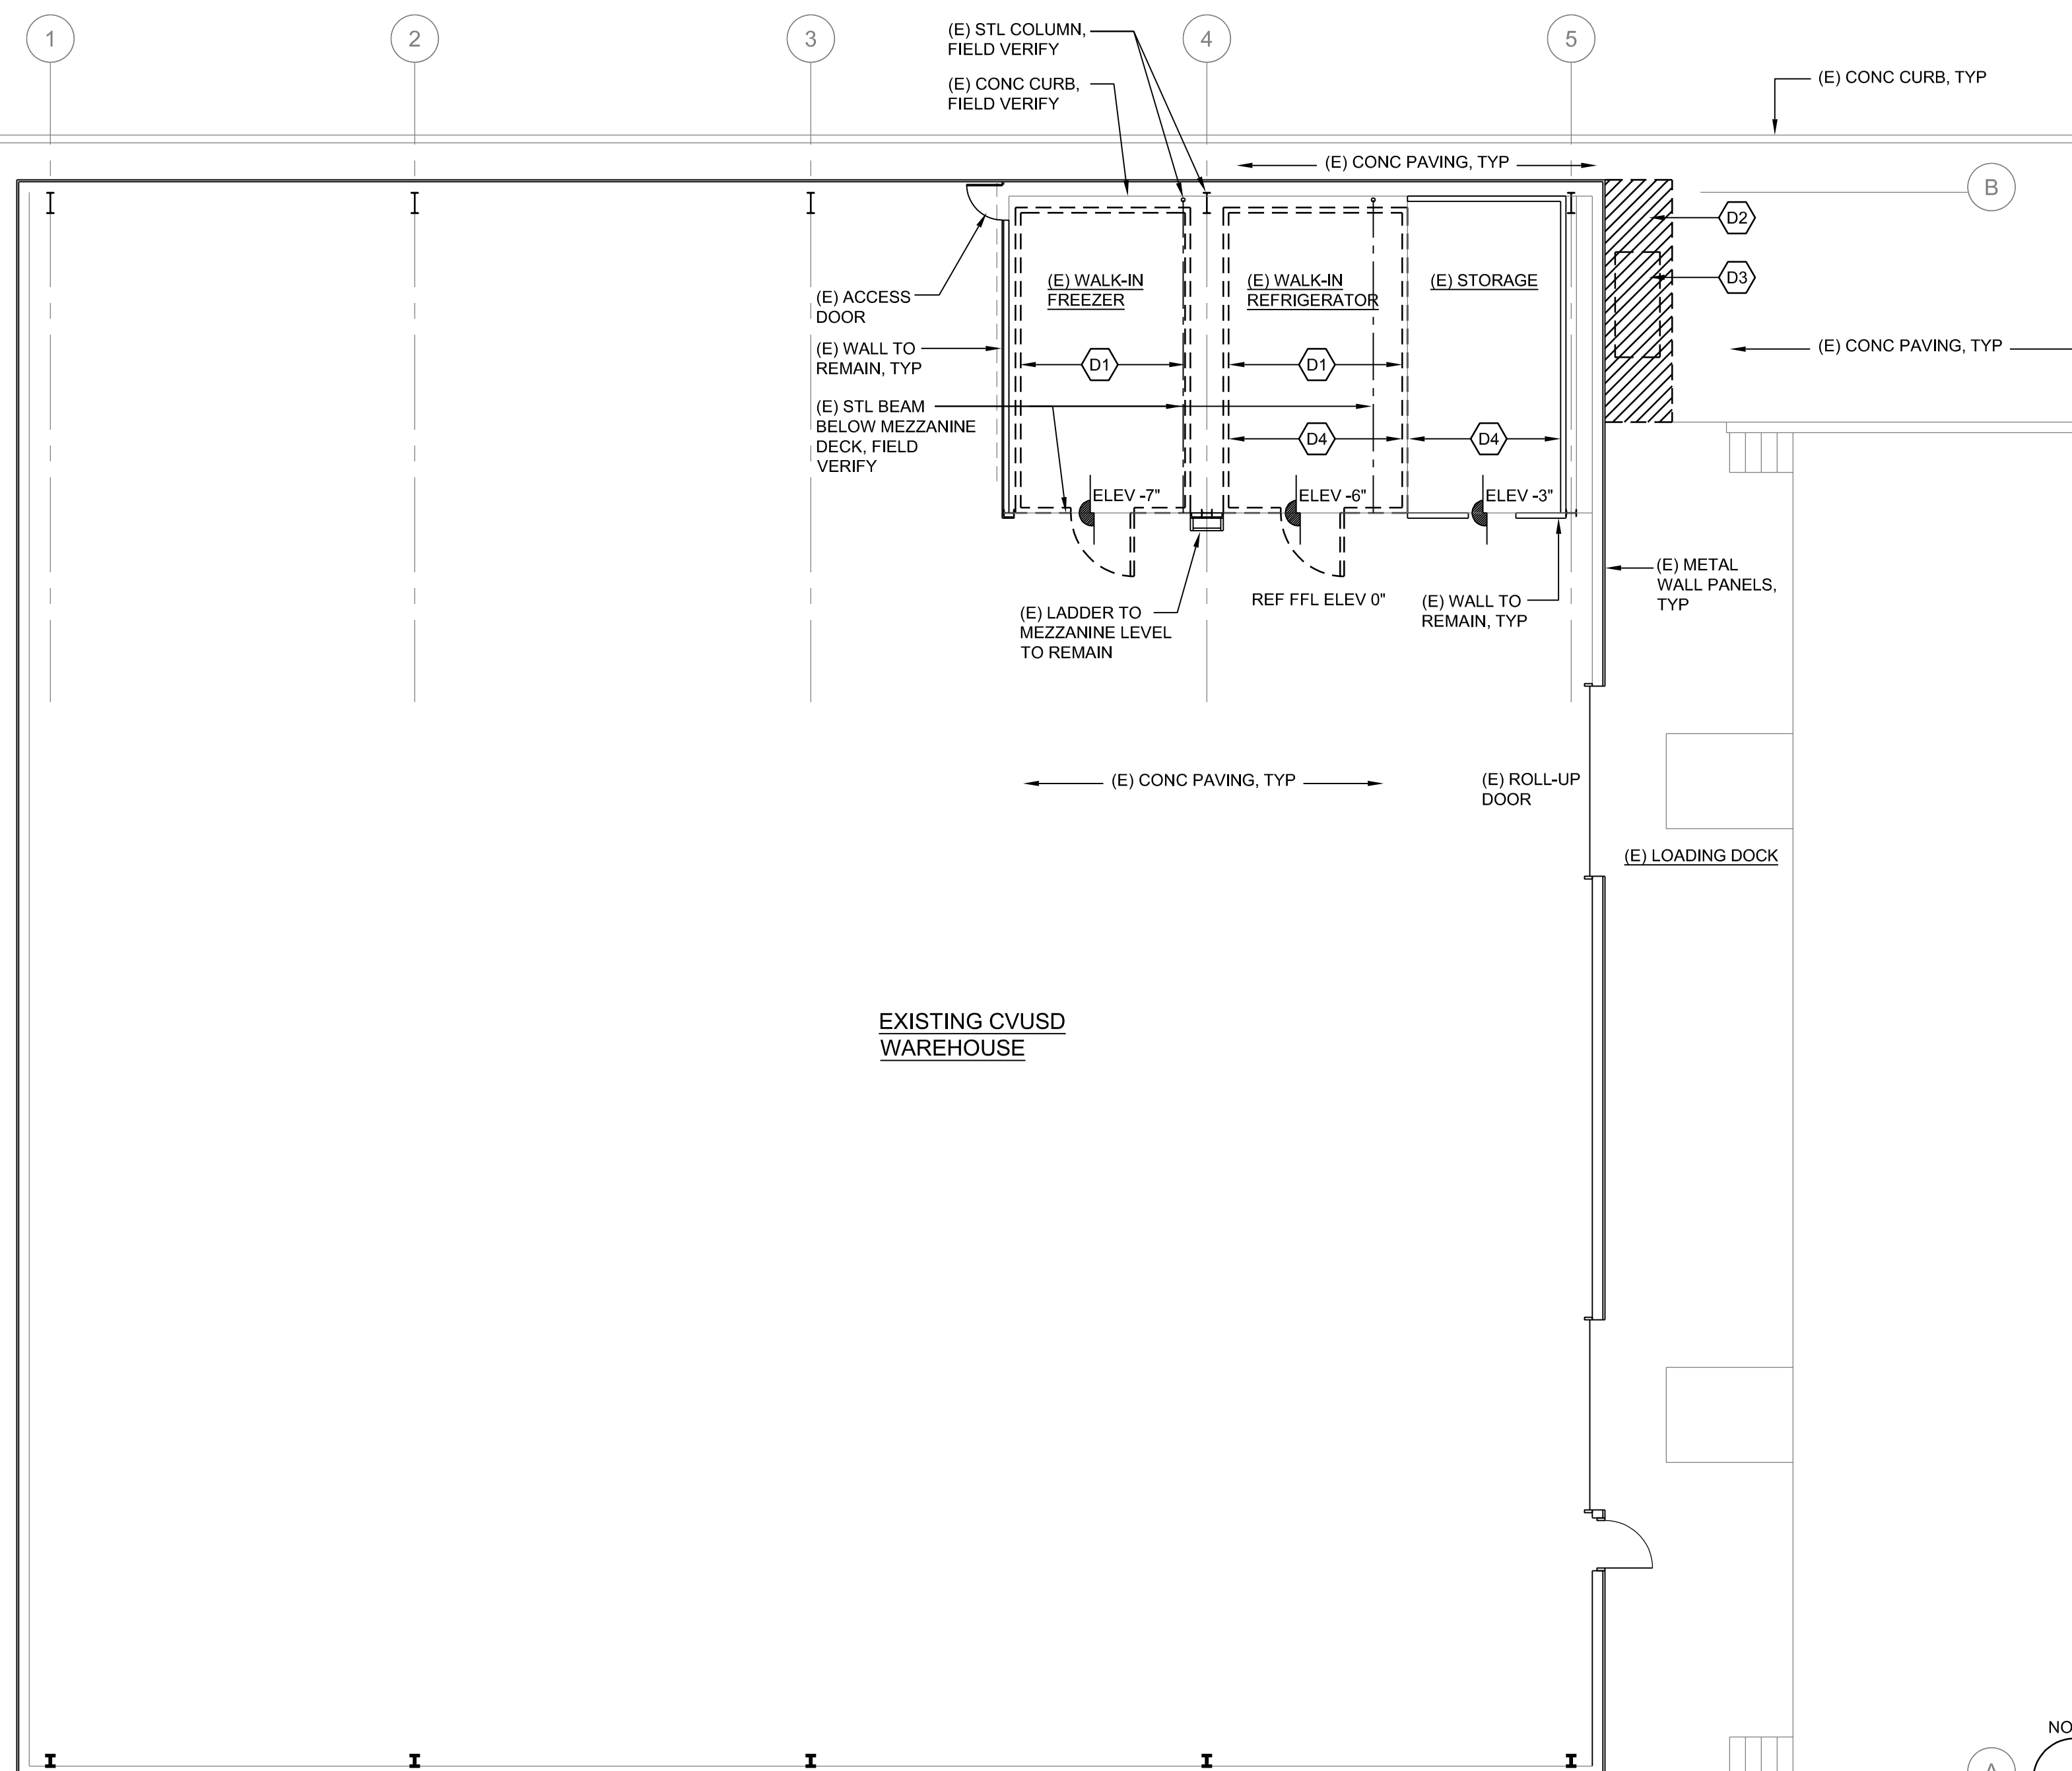 1
2
3
4
5
(E) STL COLUMN,
FIELD VERIFY
(E) CONC CURB,
FIELD VERIFY
(E) CONC CURB, TYP
(E) CONC PAVING, TYP
B
D2
D3
(E) WALK-IN
FREEZER
(E) WALK-IN
REFRIGERATOR
(E) STORAGE
(E) ACCESS
DOOR
(E) WALL TO
REMAIN, TYP
D1
D1
(E) CONC PAVING, TYP
(E) STL BEAM
BELOW MEZZANINE
DECK, FIELD
VERIFY
D4
D4
ELEV -7"
ELEV -6"
ELEV -3"
(E) METAL
WALL PANELS,
TYP
REF FFL ELEV 0"
(E) WALL TO
REMAIN, TYP
(E) LADDER TO
MEZZANINE LEVEL
TO REMAIN
(E) CONC PAVING, TYP
(E) ROLL-UP
DOOR
(E) LOADING DOCK
EXISTING CVUSD
WAREHOUSE
NO
A